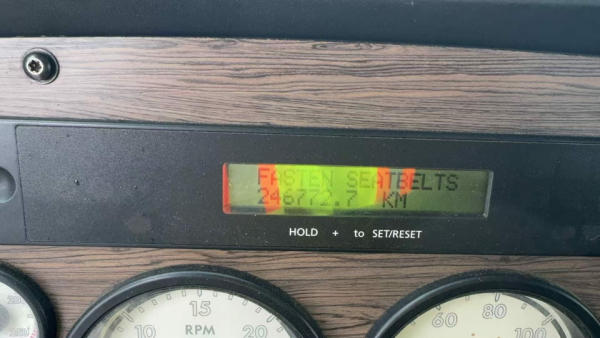 FASTEN SEATBELTS
246772.7 KM
HOLD + to SET/RESET
15
10 RPM 20
60 80 100